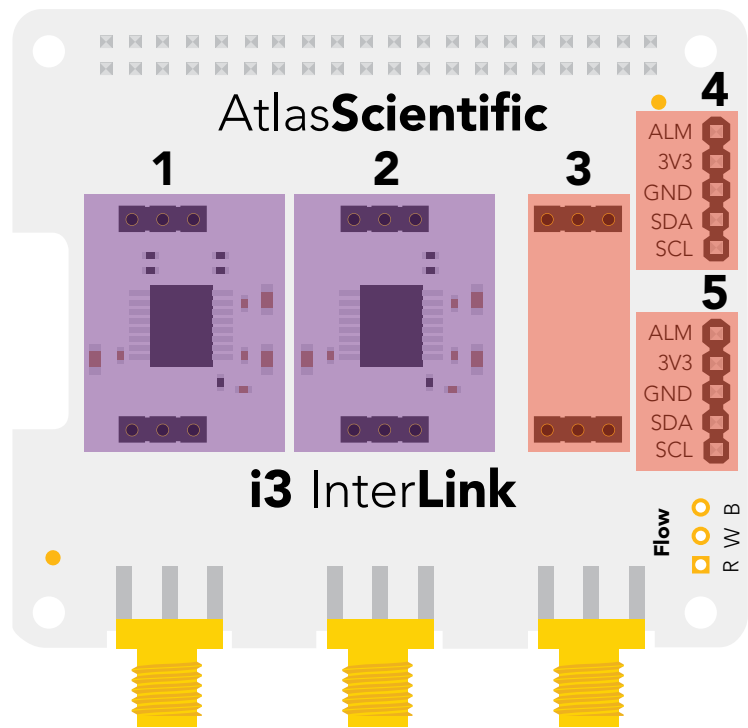 AtlasScientific
1
2
3
4
ALM
3V3
GND
SDA
SCL
5
ALM
3V3
GND
SDA
SCL
i3 InterLink
Flow
R W B